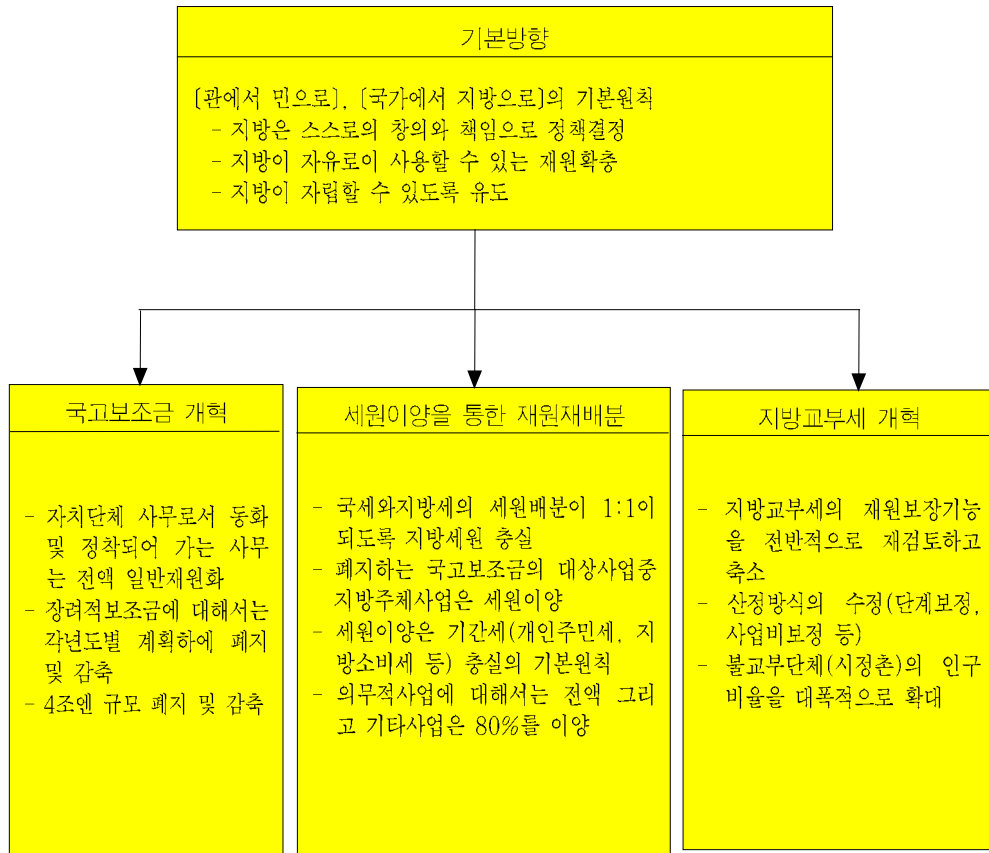 기본방향
[관에서 민으로], [국가에서 지방으로]의 기본원칙
- 지방은 스스로의 창의와 책임으로 정책결정
- 지방이 자유로이 사용할 수 있는 재원확충
- 지방이 자립할 수 있도록 유도
국고보조금 개혁
- 자치단체 사무로서 동화
및 정착되어 가는 사무
는 전액 일반재원화
- 장려적보조금에 대해서는
각년도별 계획하에 폐지
및 감축
- 4조엔 규모 폐지 및 감축
세원이양을 통한 재원재배분
- 국세와지방세의 세원배분이 1:1이
되도록 지방세원 충실
- 폐지하는 국고보조금의 대상사업중
지방주체사업은 세원이양
- 세원이양은 기간세(개인주민세, 지
방소비세 등) 충실의 기본원칙
- 의무적사업에 대해서는 전액 그리
고 기타사업은 80%를 이양
지방교부세 개혁
- 지방교부세의 재원보장기능
을 전반적으로 재검토하고
축소
- 산정방식의 수정(단계보정,
사업비보정 등)
- 불교부단체(시정촌)의 인구
비율을 대폭적으로 확대